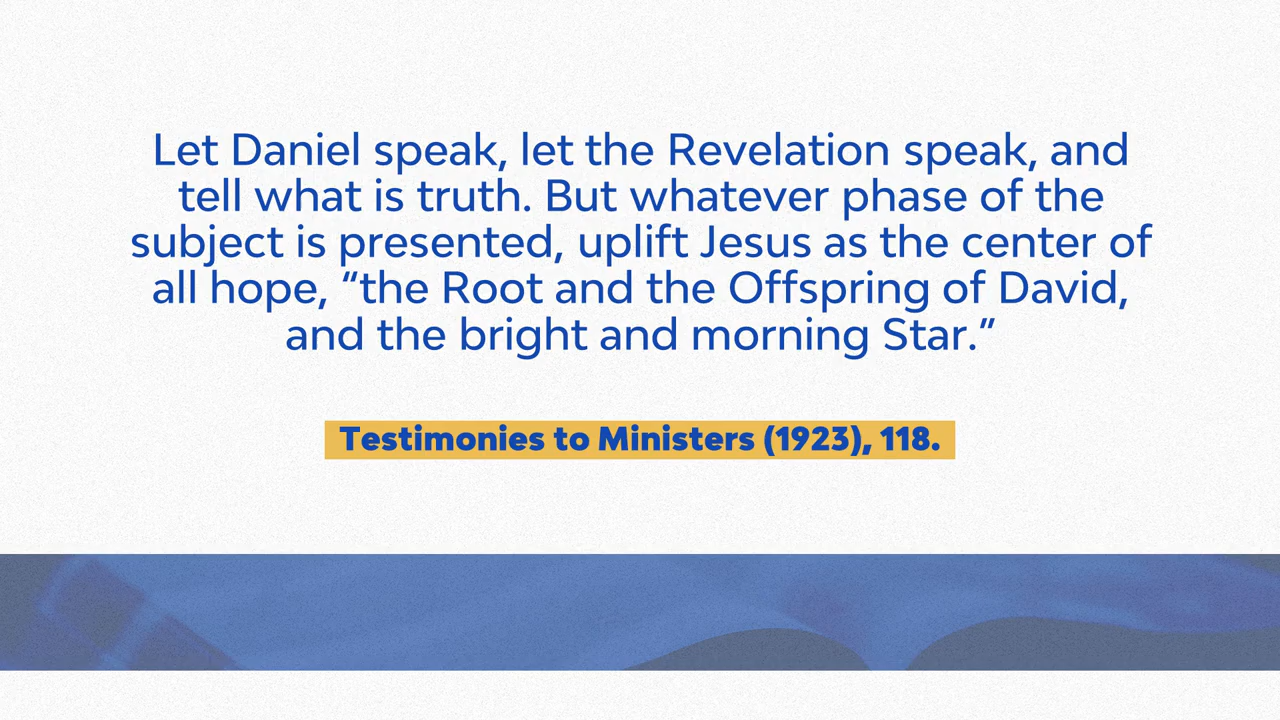 Let Daniel speak, let the Revelation speak, and
tell what is truth. But whatever phase of the
subject is presented, uplift Jesus as the center of
all hope, “the Root and the Offspring of David,
and the bright and morning Star.”
Testimonies to Ministers (1923), 118.